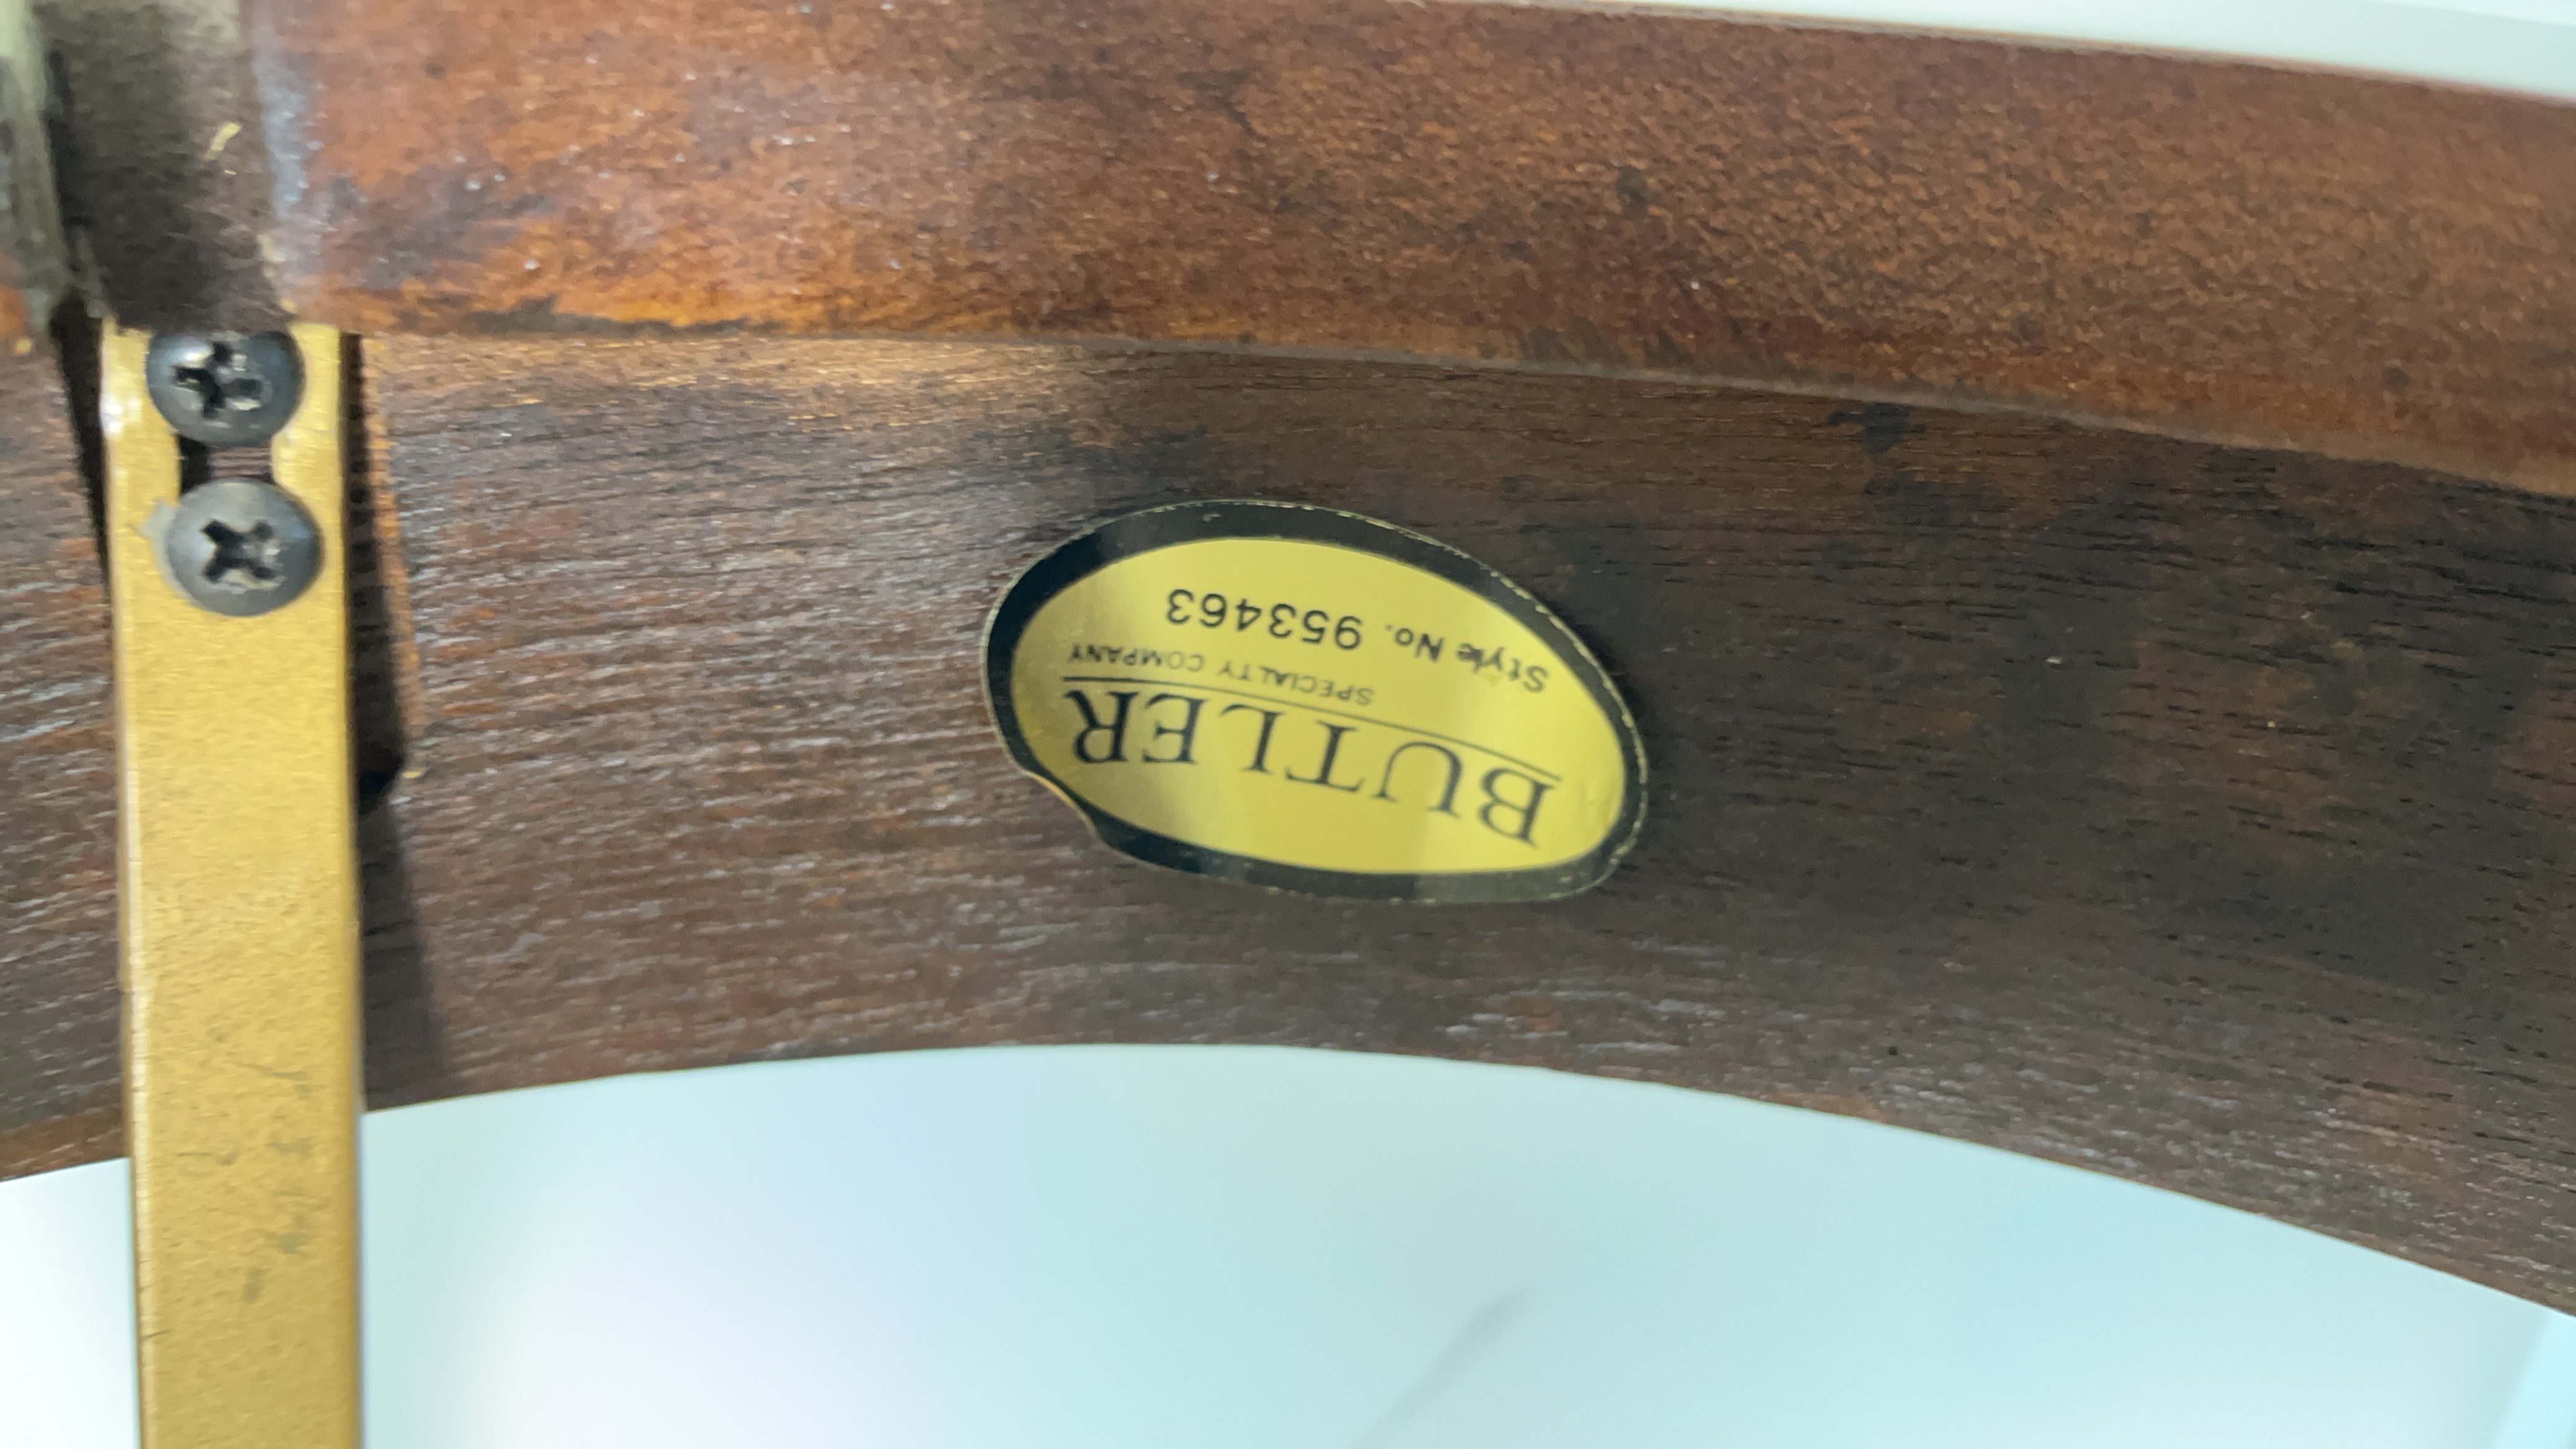 BUTLER
SPECIALTY COMPANY
Style No. 953463